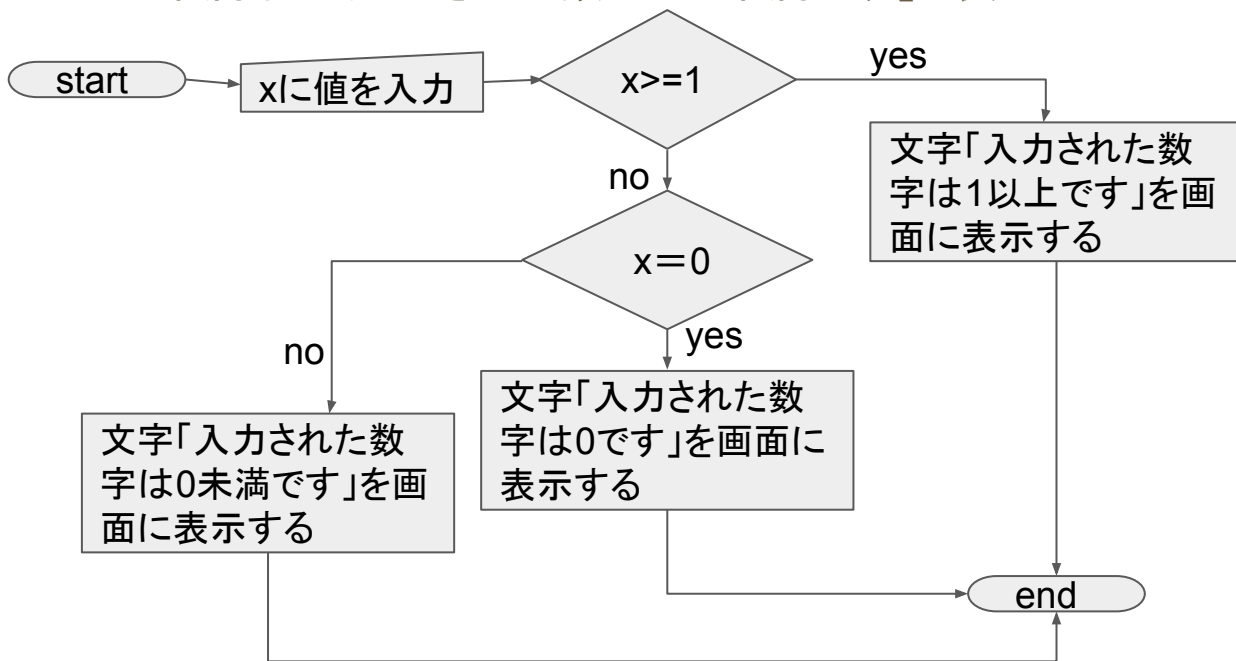 start
xに値を入力
x>=1
yes
文字「入力された数
字は1以上です」を画
面に表示する
no
x＝0
yes
no
文字「入力された数
字は0です」を画面に
表示する
文字「入力された数
字は0未満です」を画
面に表示する
end